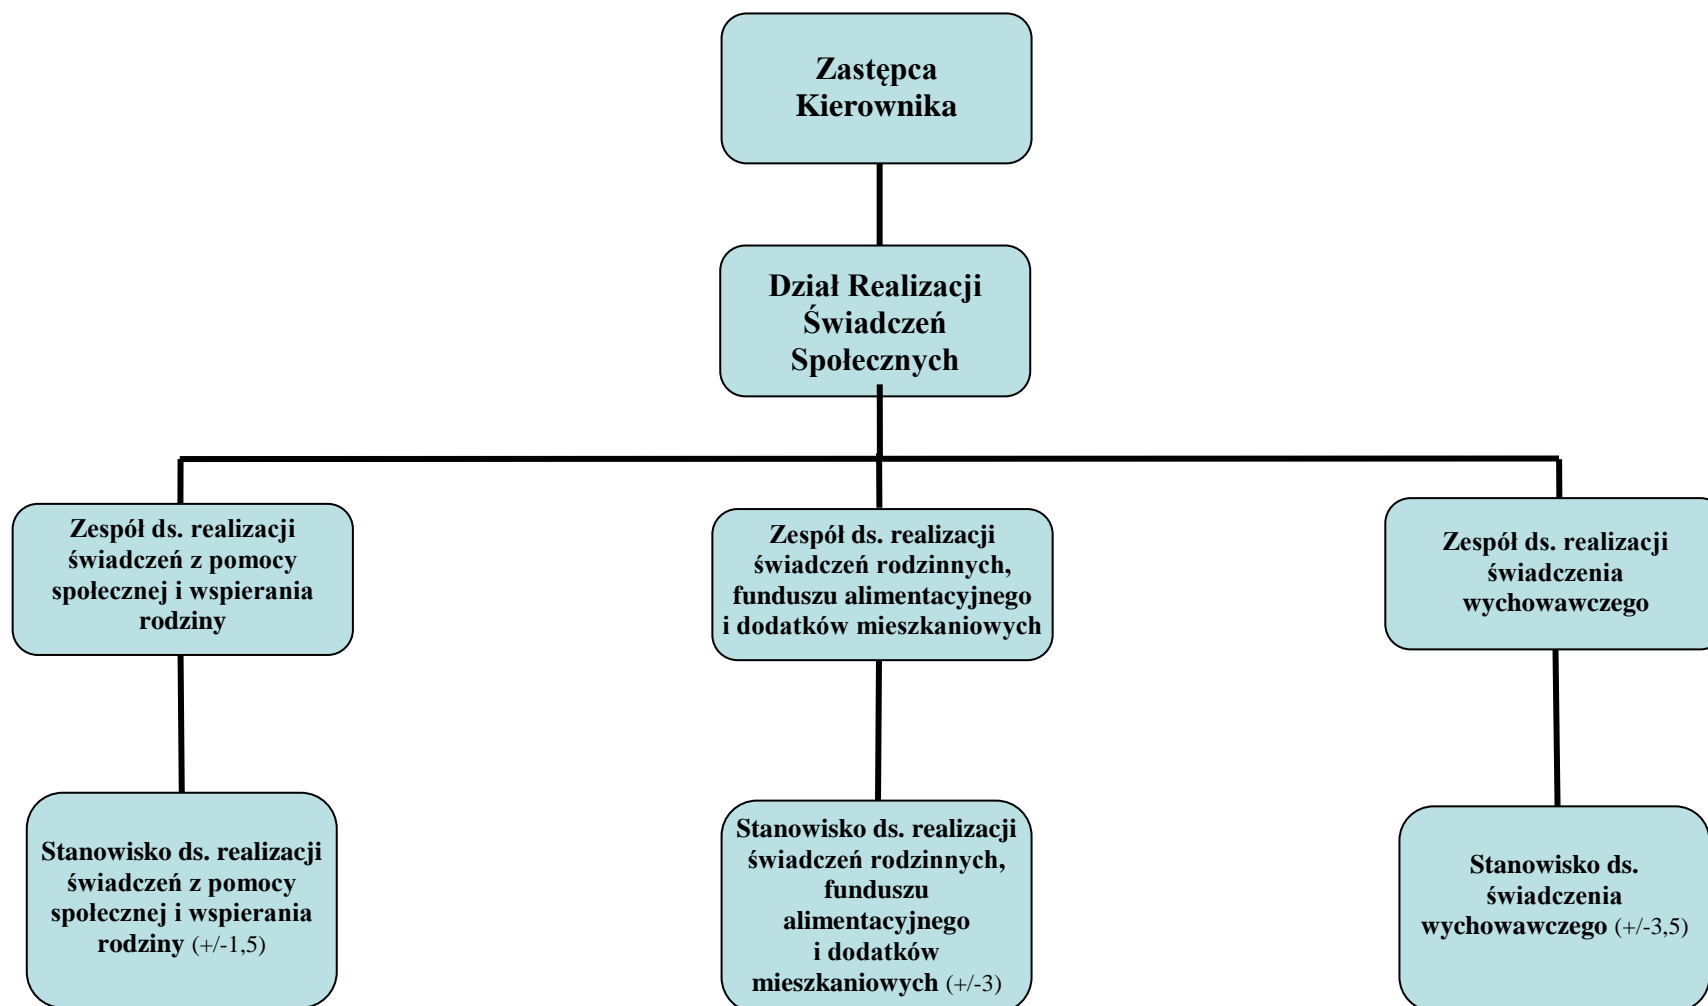 Zastępca
Kierownika
Dział Realizacji
Świadczeń
Społecznych
Zespół ds. realizacji
świadczeń z pomocy
społecznej i wspierania
rodziny
Zespół ds. realizacji
świadczeń rodzinnych,
funduszu alimentacyjnego
i dodatków mieszkaniowych
Zespół ds. realizacji
świadczenia
wychowawczego
Stanowisko ds. realizacji
świadczeń z pomocy
społecznej i wspierania
rodziny (+/-1,5)
Stanowisko ds. realizacji
świadczeń rodzinnych,
funduszu
alimentacyjnego
i dodatków
mieszkaniowych (+/-3)
Stanowisko ds.
świadczenia
wychowawczego (+/-3,5)